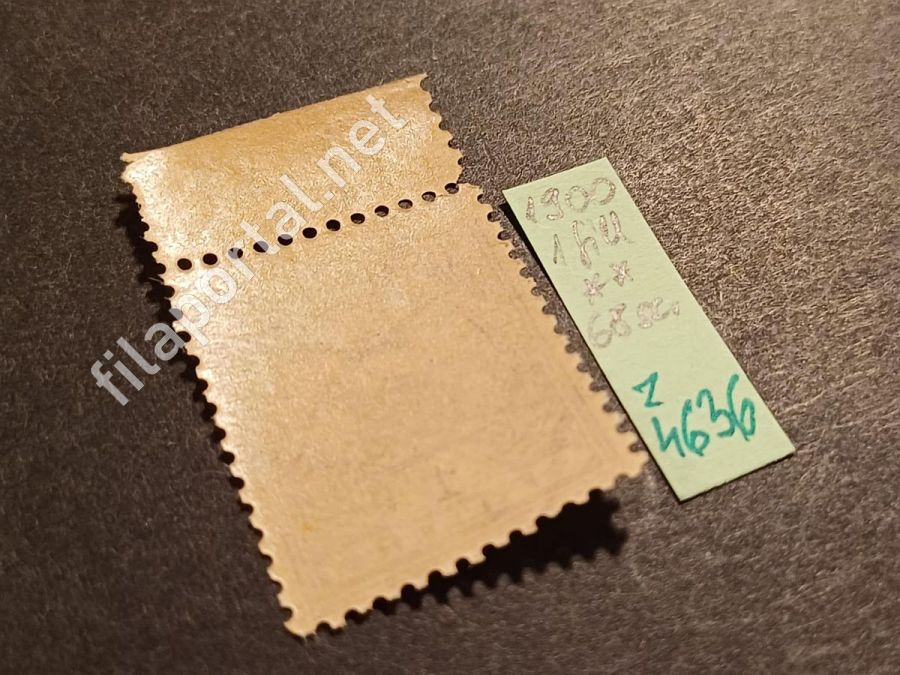 filaportal.net
1900
1 fill
**
68 sz.
Z
4636